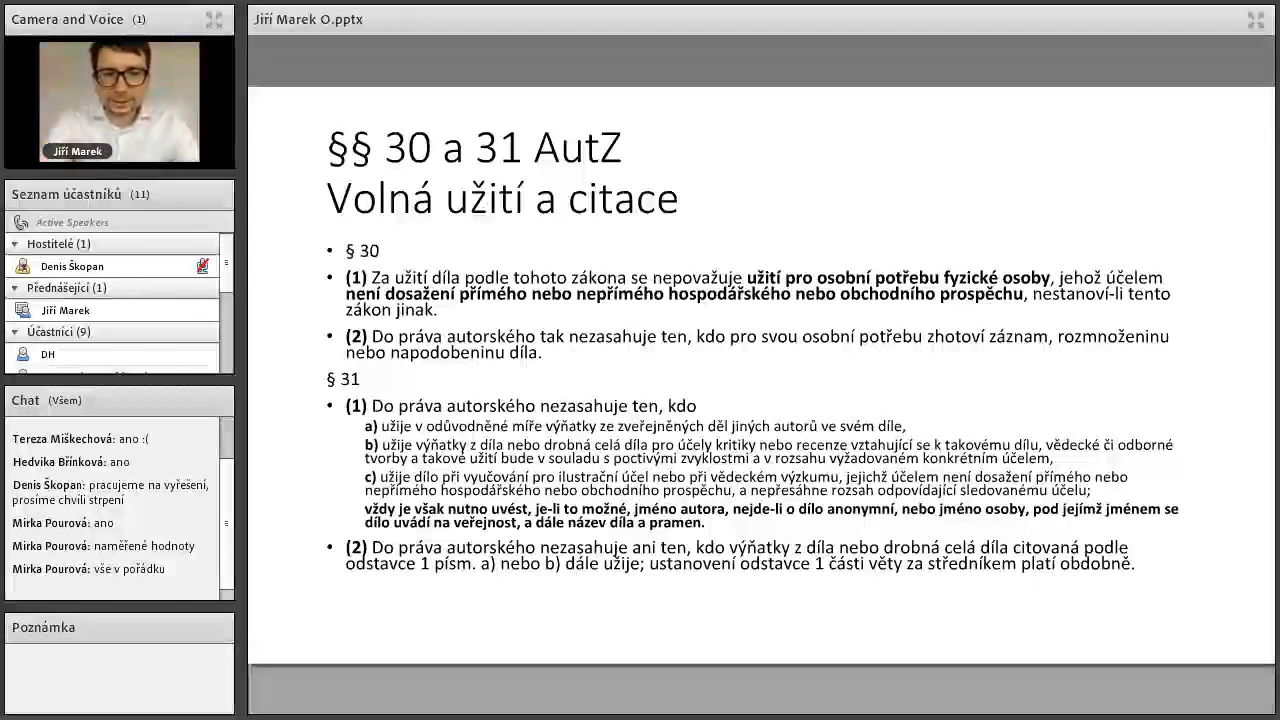 Camera and Voice (1)
Jiří Marek
Seznam účastníků (11)
Active Speakers
Hostitelé (1)
Denis Škopan
Přednášející (1)
Jiří Marek
Účastníci (9)
DH
Chat (Všem)
Tereza Miškechová: ano :(
Hedvika Břínková: ano
Denis Škopan: pracujeme na vyřešení,
prosíme chvíli strpení
Mirka Pourová: ano
Mirka Pourová: naměřené hodnoty
Mirka Pourová: vše v pořádku
Poznámka
Jiří Marek O.pptx
§§ 30 a 31 AutZ
Volná užití a citace
• § 30
• (1) Za užití díla podle tohoto zákona se nepovažuje užití pro osobní potřebu fyzické osoby, jehož účelem
není dosažení přímého nebo nepřímého hospodářského nebo obchodního prospěchu, nestanoví-li tento
zákon jinak.
• (2) Do práva autorského tak nezasahuje ten, kdo pro svou osobní potřebu zhotoví záznam, rozmnoženinu
nebo napodobeninu díla.
§ 31
• (1) Do práva autorského nezasahuje ten, kdo
a) užije v odůvodněné míře výňatky ze zveřejněných děl jiných autorů ve svém díle,
b) užije výňatky z díla nebo drobná celá díla pro účely kritiky nebo recenze vztahující se k takovému dílu, vědecké či odborné
tvorby a takové užití bude v souladu s poctivými zvyklostmi a v rozsahu vyžadovaném konkrétním účelem,
c) užije dílo při vyučování pro ilustrační účel nebo při vědeckém výzkumu, jejichž účelem není dosažení přímého nebo
nepřímého hospodářského nebo obchodního prospěchu, a nepřesáhne rozsah odpovídající sledovanému účelu;
vždy je však nutno uvést, je-li to možné, jméno autora, nejde-li o dílo anonymní, nebo jméno osoby, pod jejímž jménem se
dílo uvádí na veřejnost, a dále název díla a pramen.
• (2) Do práva autorského nezasahuje ani ten, kdo výňatky z díla nebo drobná celá díla citovaná podle
odstavce 1 písm. a) nebo b) dále užije; ustanovení odstavce 1 části věty za středníkem platí obdobně.